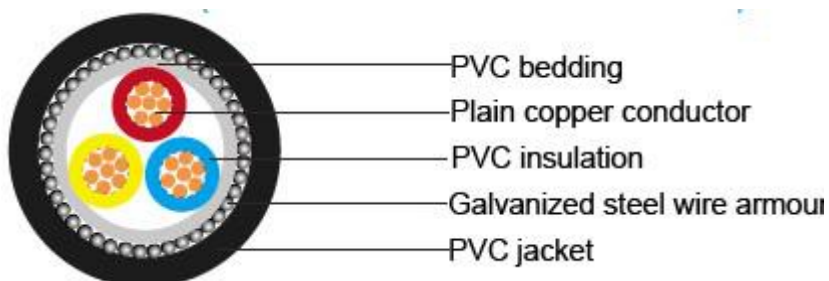 PVC bedding
Plain copper conductor
PVC insulation
Galvanized steel wire armour
PVC jacket